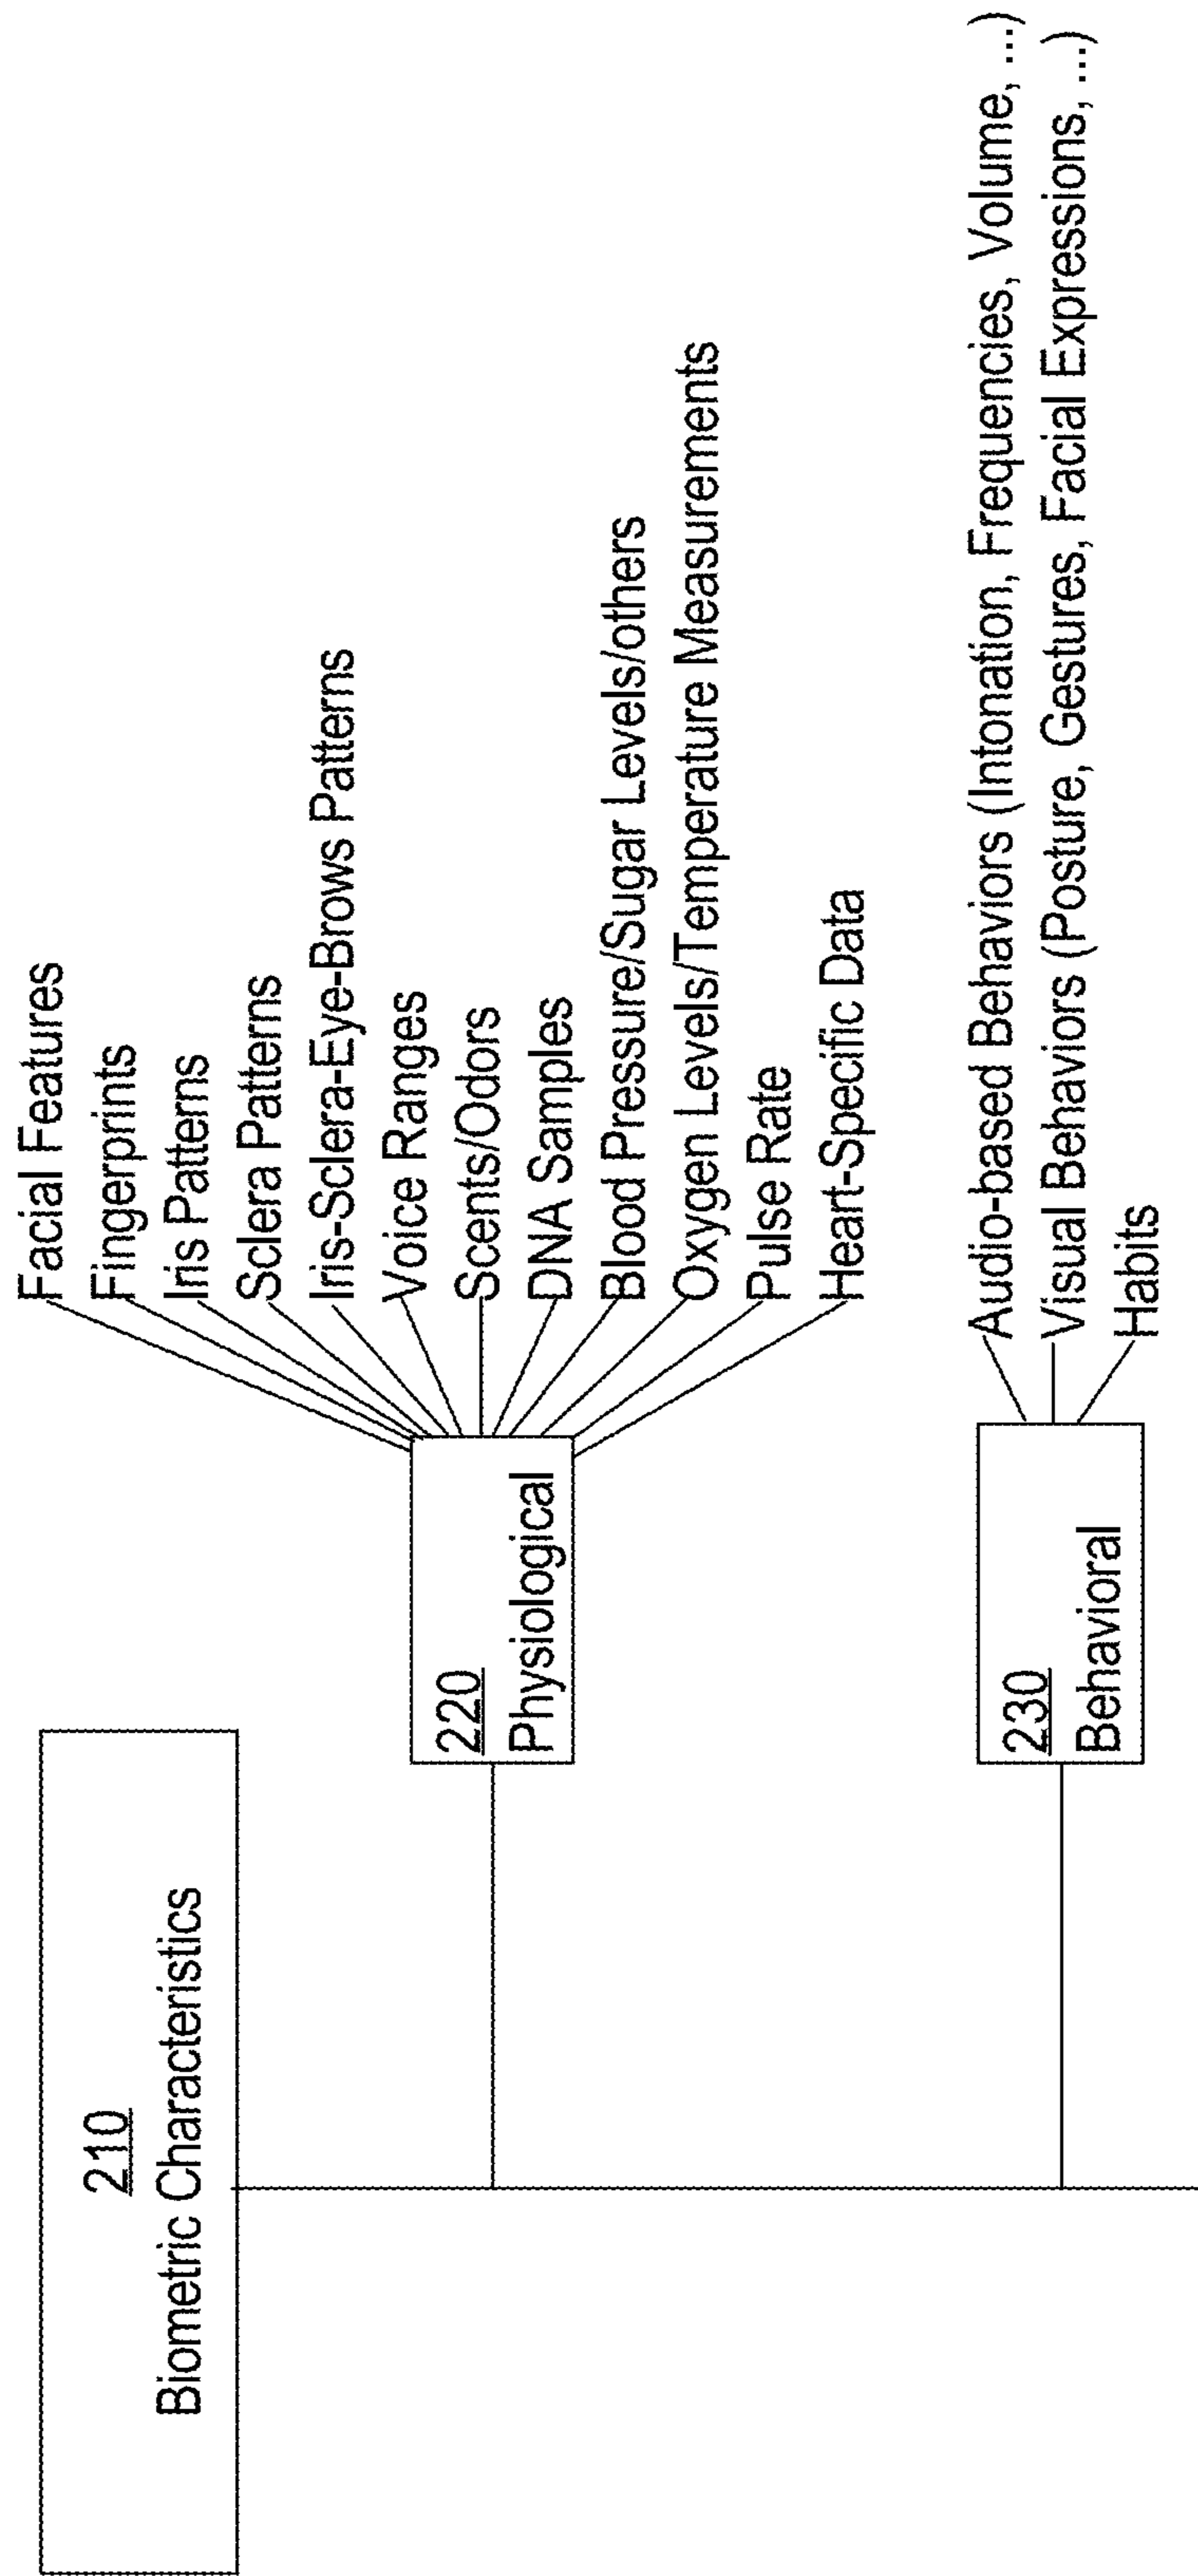 210
Biometric Characteristics
220
Physiological
Facial Features
Fingerprints
Iris Patterns
Sclera Patterns
Iris-Sclera-Eye-Brows Patterns
Voice Ranges
Scents/Odors
DNA Samples
Blood Pressure/Sugar Levels/others
Oxygen Levels/Temperature Measurements
Pulse Rate
Heart-Specific Data
230
Behavioral
Audio-based Behaviors (Intonation, Frequencies, Volume, ...)
Visual Behaviors (Posture, Gestures, Facial Expressions, ...)
Habits